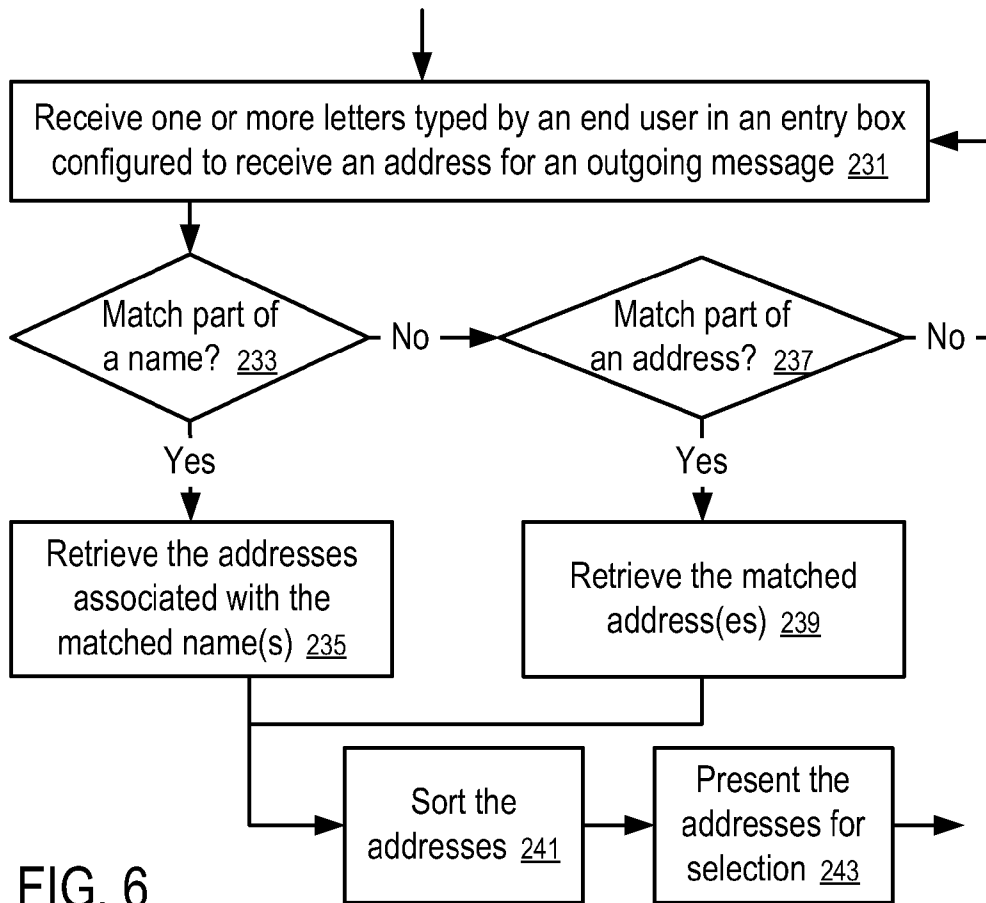 Receive one or more letters typed by an end user in an entry box
configured to receive an address for an outgoing message 231
Match part of
a name? 233
No
Match part of
an address? 237
No
Yes
Yes
Retrieve the addresses
associated with the
matched name(s) 235
Retrieve the matched
address(es) 239
Sort the
addresses 241
Present the
addresses for
selection 243
FIG. 6